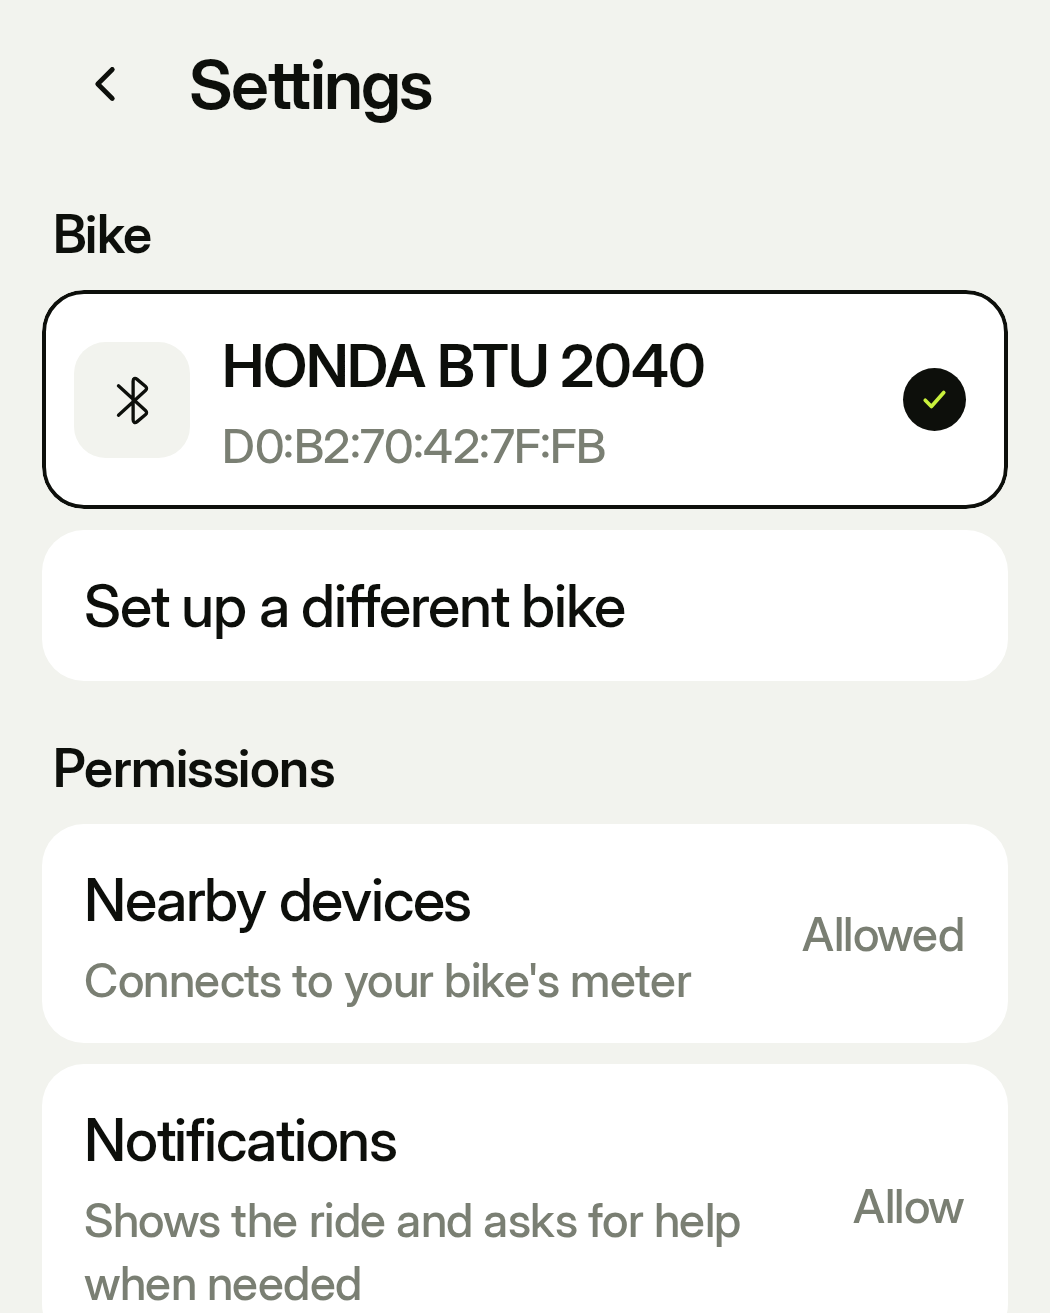 Settings
Bike
HONDA BTU 2040
D0:B2:70:42:7F:FB
Set up a different bike
Permissions
Nearby devices
Connects to your bike's meter
Allowed
Notifications
Shows the ride and asks for help
when needed
Allow